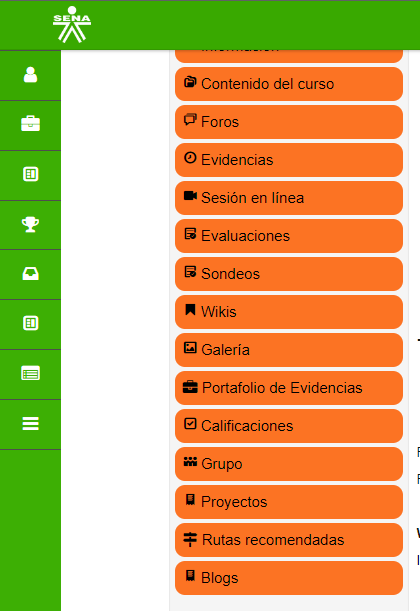 SENA
Información
Contenido del curso
Foros
Evidencias
Sesión en línea
Evaluaciones
Sondeos
Wikis
Galería
Portafolio de Evidencias
Calificaciones
Grupo
Proyectos
Rutas recomendadas
Blogs